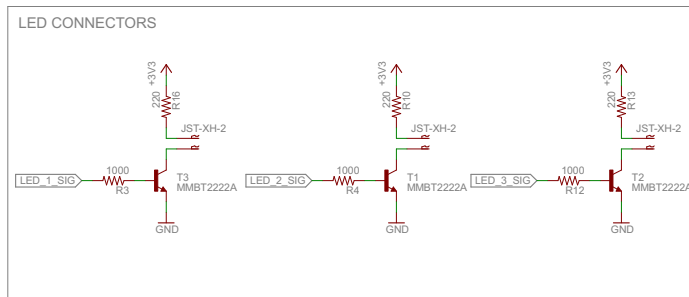 LED CONNECTORS
+3V3
220
R16
JST-XH-2
LED_1_SIG
1000
R3
T3
MMBT2222A
GND
+3V3
220
R10
JST-XH-2
LED_2_SIG
1000
R4
T1
MMBT2222A
GND
+3V3
220
R13
JST-XH-2
LED_3_SIG
1000
R12
T2
MMBT2222A
GND